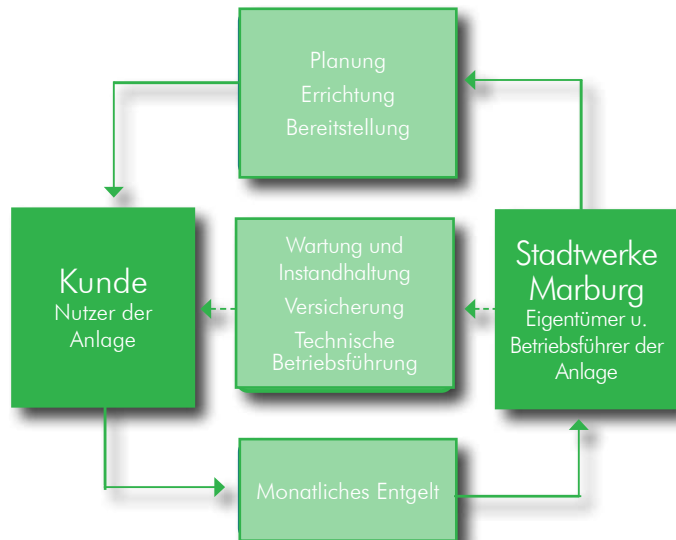 Planung
Errichtung
Bereitstellung
Kunde
Nutzer der
Anlage
Wartung und
Instandhaltung
Versicherung
Technische
Betriebsführung
Stadtwerke
Marburg
Eigentümer u.
Betriebsführer der
Anlage
Monatliches Entgelt